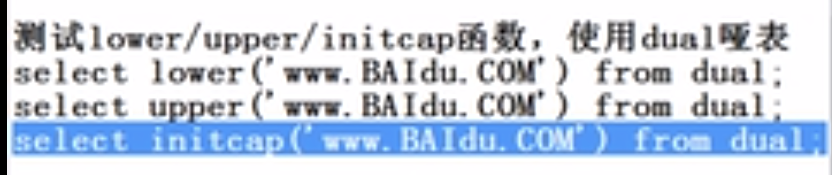 测试lower/upper/initcap函数，使用dual哑表
select lower('www.BAIdu.COM') from dual;
select upper('www.BAIdu.COM') from dual;
select initcap('www.BAIdu.COM') from dual;